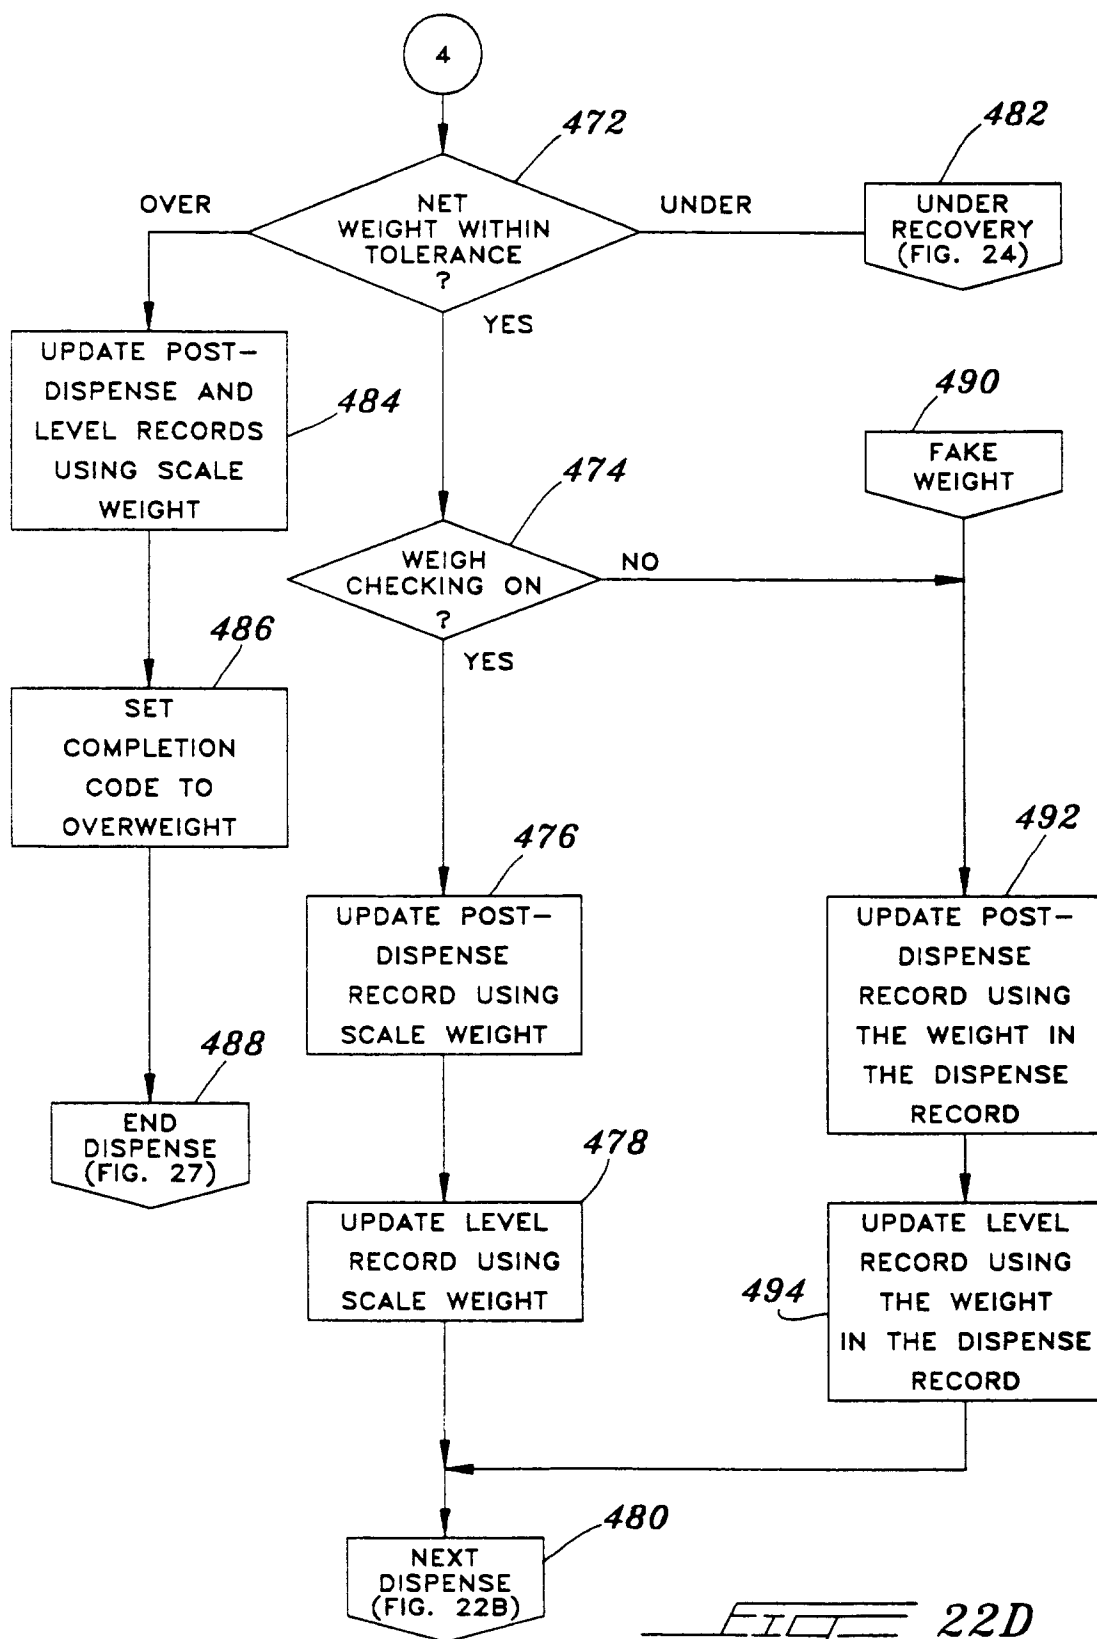 4
472
482
OVER
NET
WEIGHT WITHIN
TOLERANCE
?
UNDER
UNDER
RECOVERY
(FIG. 24)
YES
UPDATE POST-
DISPENSE AND
LEVEL RECORDS
USING SCALE
WEIGHT
484
490
FAKE
WEIGHT
474
WEIGH
CHECKING ON
?
NO
YES
486
SET
COMPLETION
CODE TO
OVERWEIGHT
476
492
UPDATE POST-
DISPENSE
RECORD USING
SCALE WEIGHT
UPDATE POST-
DISPENSE
RECORD USING
THE WEIGHT IN
THE DISPENSE
RECORD
488
END
DISPENSE
(FIG. 27)
478
UPDATE LEVEL
RECORD USING
SCALE WEIGHT
494
UPDATE LEVEL
RECORD USING
THE WEIGHT
IN THE DISPENSE
RECORD
480
NEXT
DISPENSE
(FIG. 22B)
FIG 22D